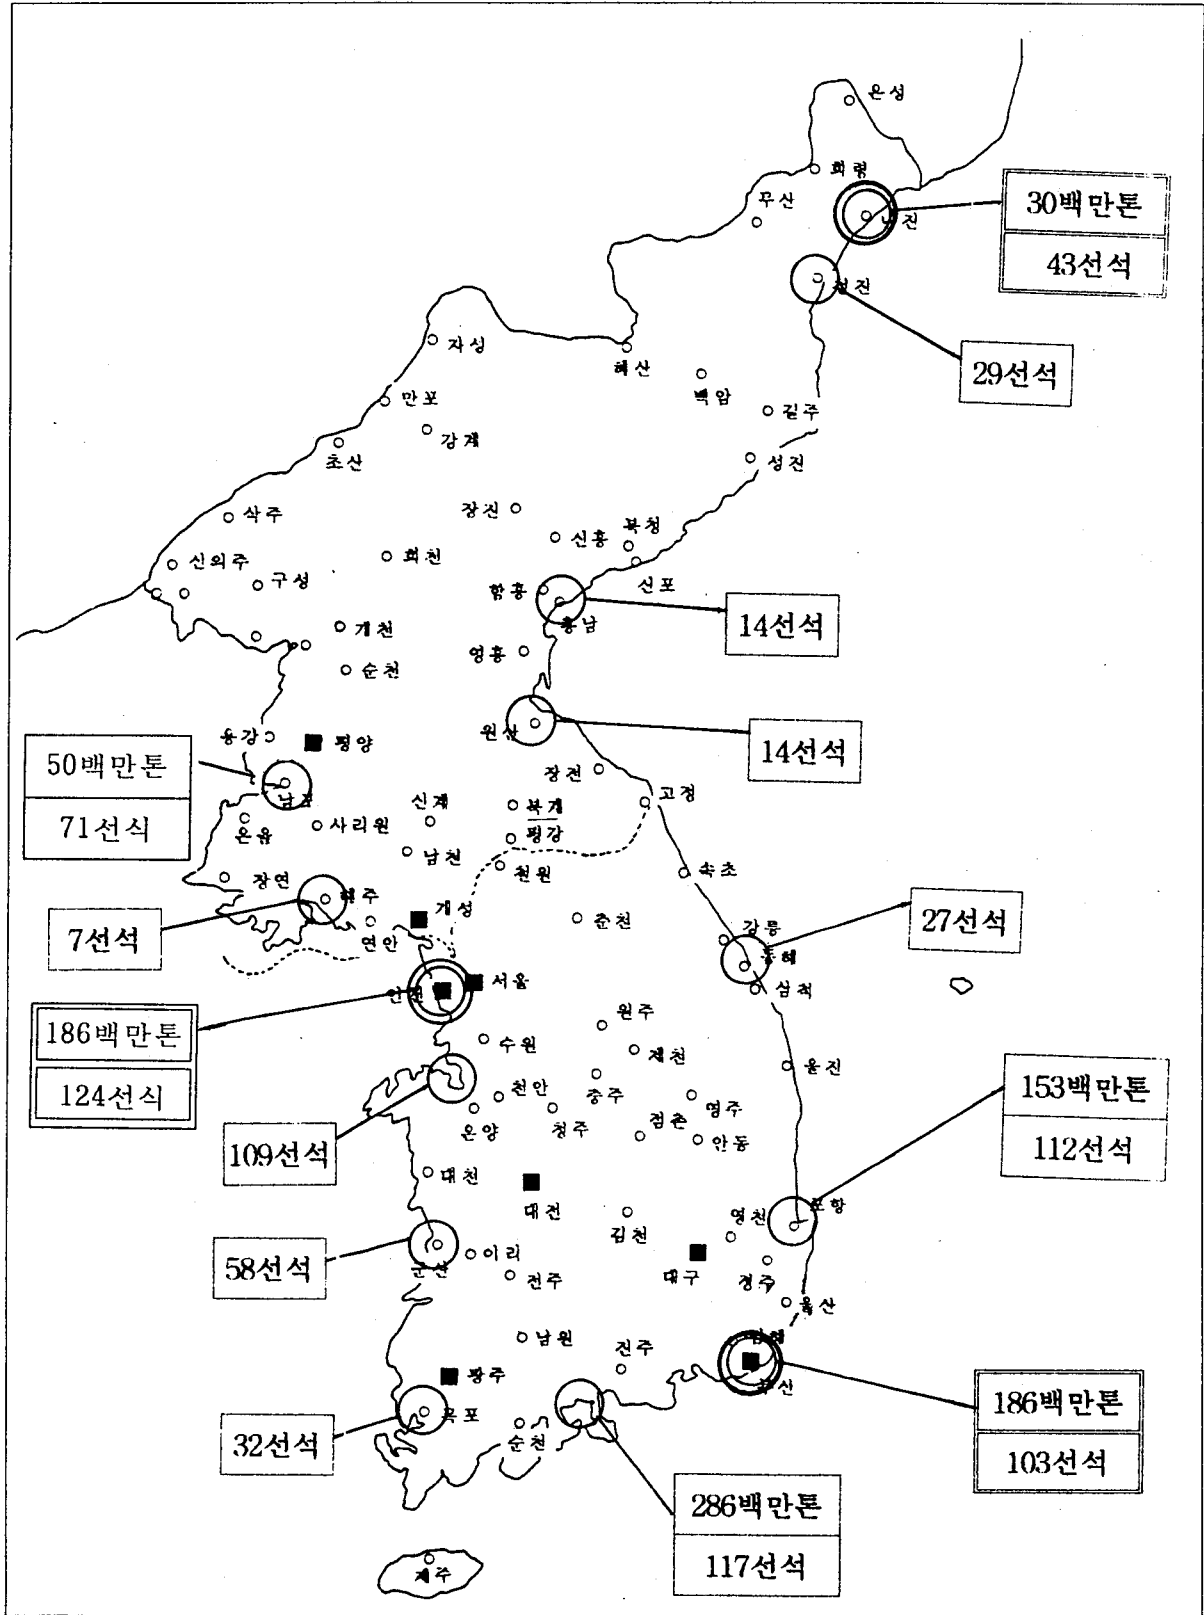 온성
회령
무산
나진
30백만톤
43선석
청진
29선석
자성
혜산
백암
길주
만포
강계
초산
성진
장진
삭주
신흥
북청
신의주
희천
구성
함흥
신포
흥남
14선석
개천
영흥
순천
원산
14선석
용강
평양
50백만톤
71선식
장전
고정
신계
북개
평강
사리원
남천
철원
속초
장연
해주
개성
7선석
연안
춘천
강릉
27선석
동해
인천
서울
삼척
186백만톤
124선식
원주
수원
제천
울진
천안
충주
영주
153백만톤
112선석
온양
청주
점촌
안동
109선석
대천
대전
김천
영천
포항
58선석
군산
이리
전주
대구
경주
울산
남원
진주
부산
186백만톤
103선석
광주
목포
32선석
순천
286백만톤
117선석
제주